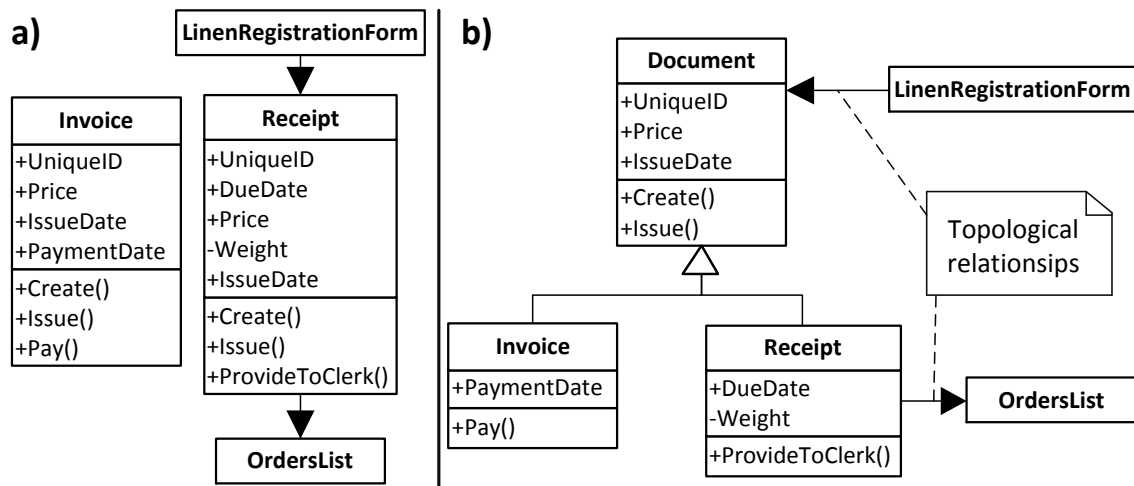 a)
LinenRegistrationForm
Invoice
+UniqueID
+Price
+IssueDate
+PaymentDate
+Create()
+Issue()
+Pay()
Receipt
+UniqueID
+DueDate
+Price
-Weight
+IssueDate
+Create()
+Issue()
+ProvideToClerk()
OrdersList
b)
Document
+UniqueID
+Price
+IssueDate
+Create()
+Issue()
LinenRegistrationForm
Topological
relationsips
Invoice
+PaymentDate
+Pay()
Receipt
+DueDate
-Weight
+ProvideToClerk()
OrdersList